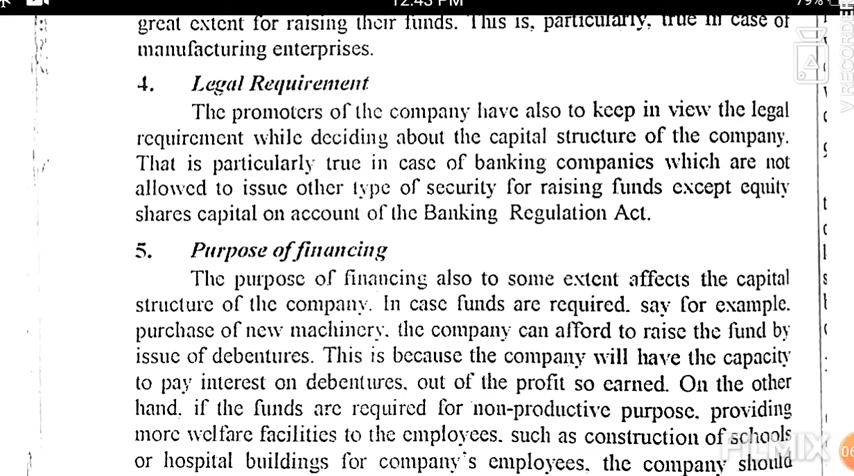 12:43 PM
79%
great extent for raising their funds. This is, particularly, true in case of
manufacturing enterprises.
4. Legal Requirement
The promoters of the company have also to keep in view the legal
requirement while deciding about the capital structure of the company.
That is particularly true in case of banking companies which are not
allowed to issue other type of security for raising funds except equity
shares capital on account of the Banking Regulation Act.
5. Purpose of financing
The purpose of financing also to some extent affects the capital
structure of the company. In case funds are required, say for example,
purchase of new machinery, the company can afford to raise the fund by
issue of debentures. This is because the company will have the capacity
to pay interest on debentures, out of the profit so earned. On the other
hand, if the funds are required for non-productive purpose, providing
more welfare facilities to the employees, such as construction of schools
or hospital buildings for company's employees, the company should
V RECORDER
FILMIX
06